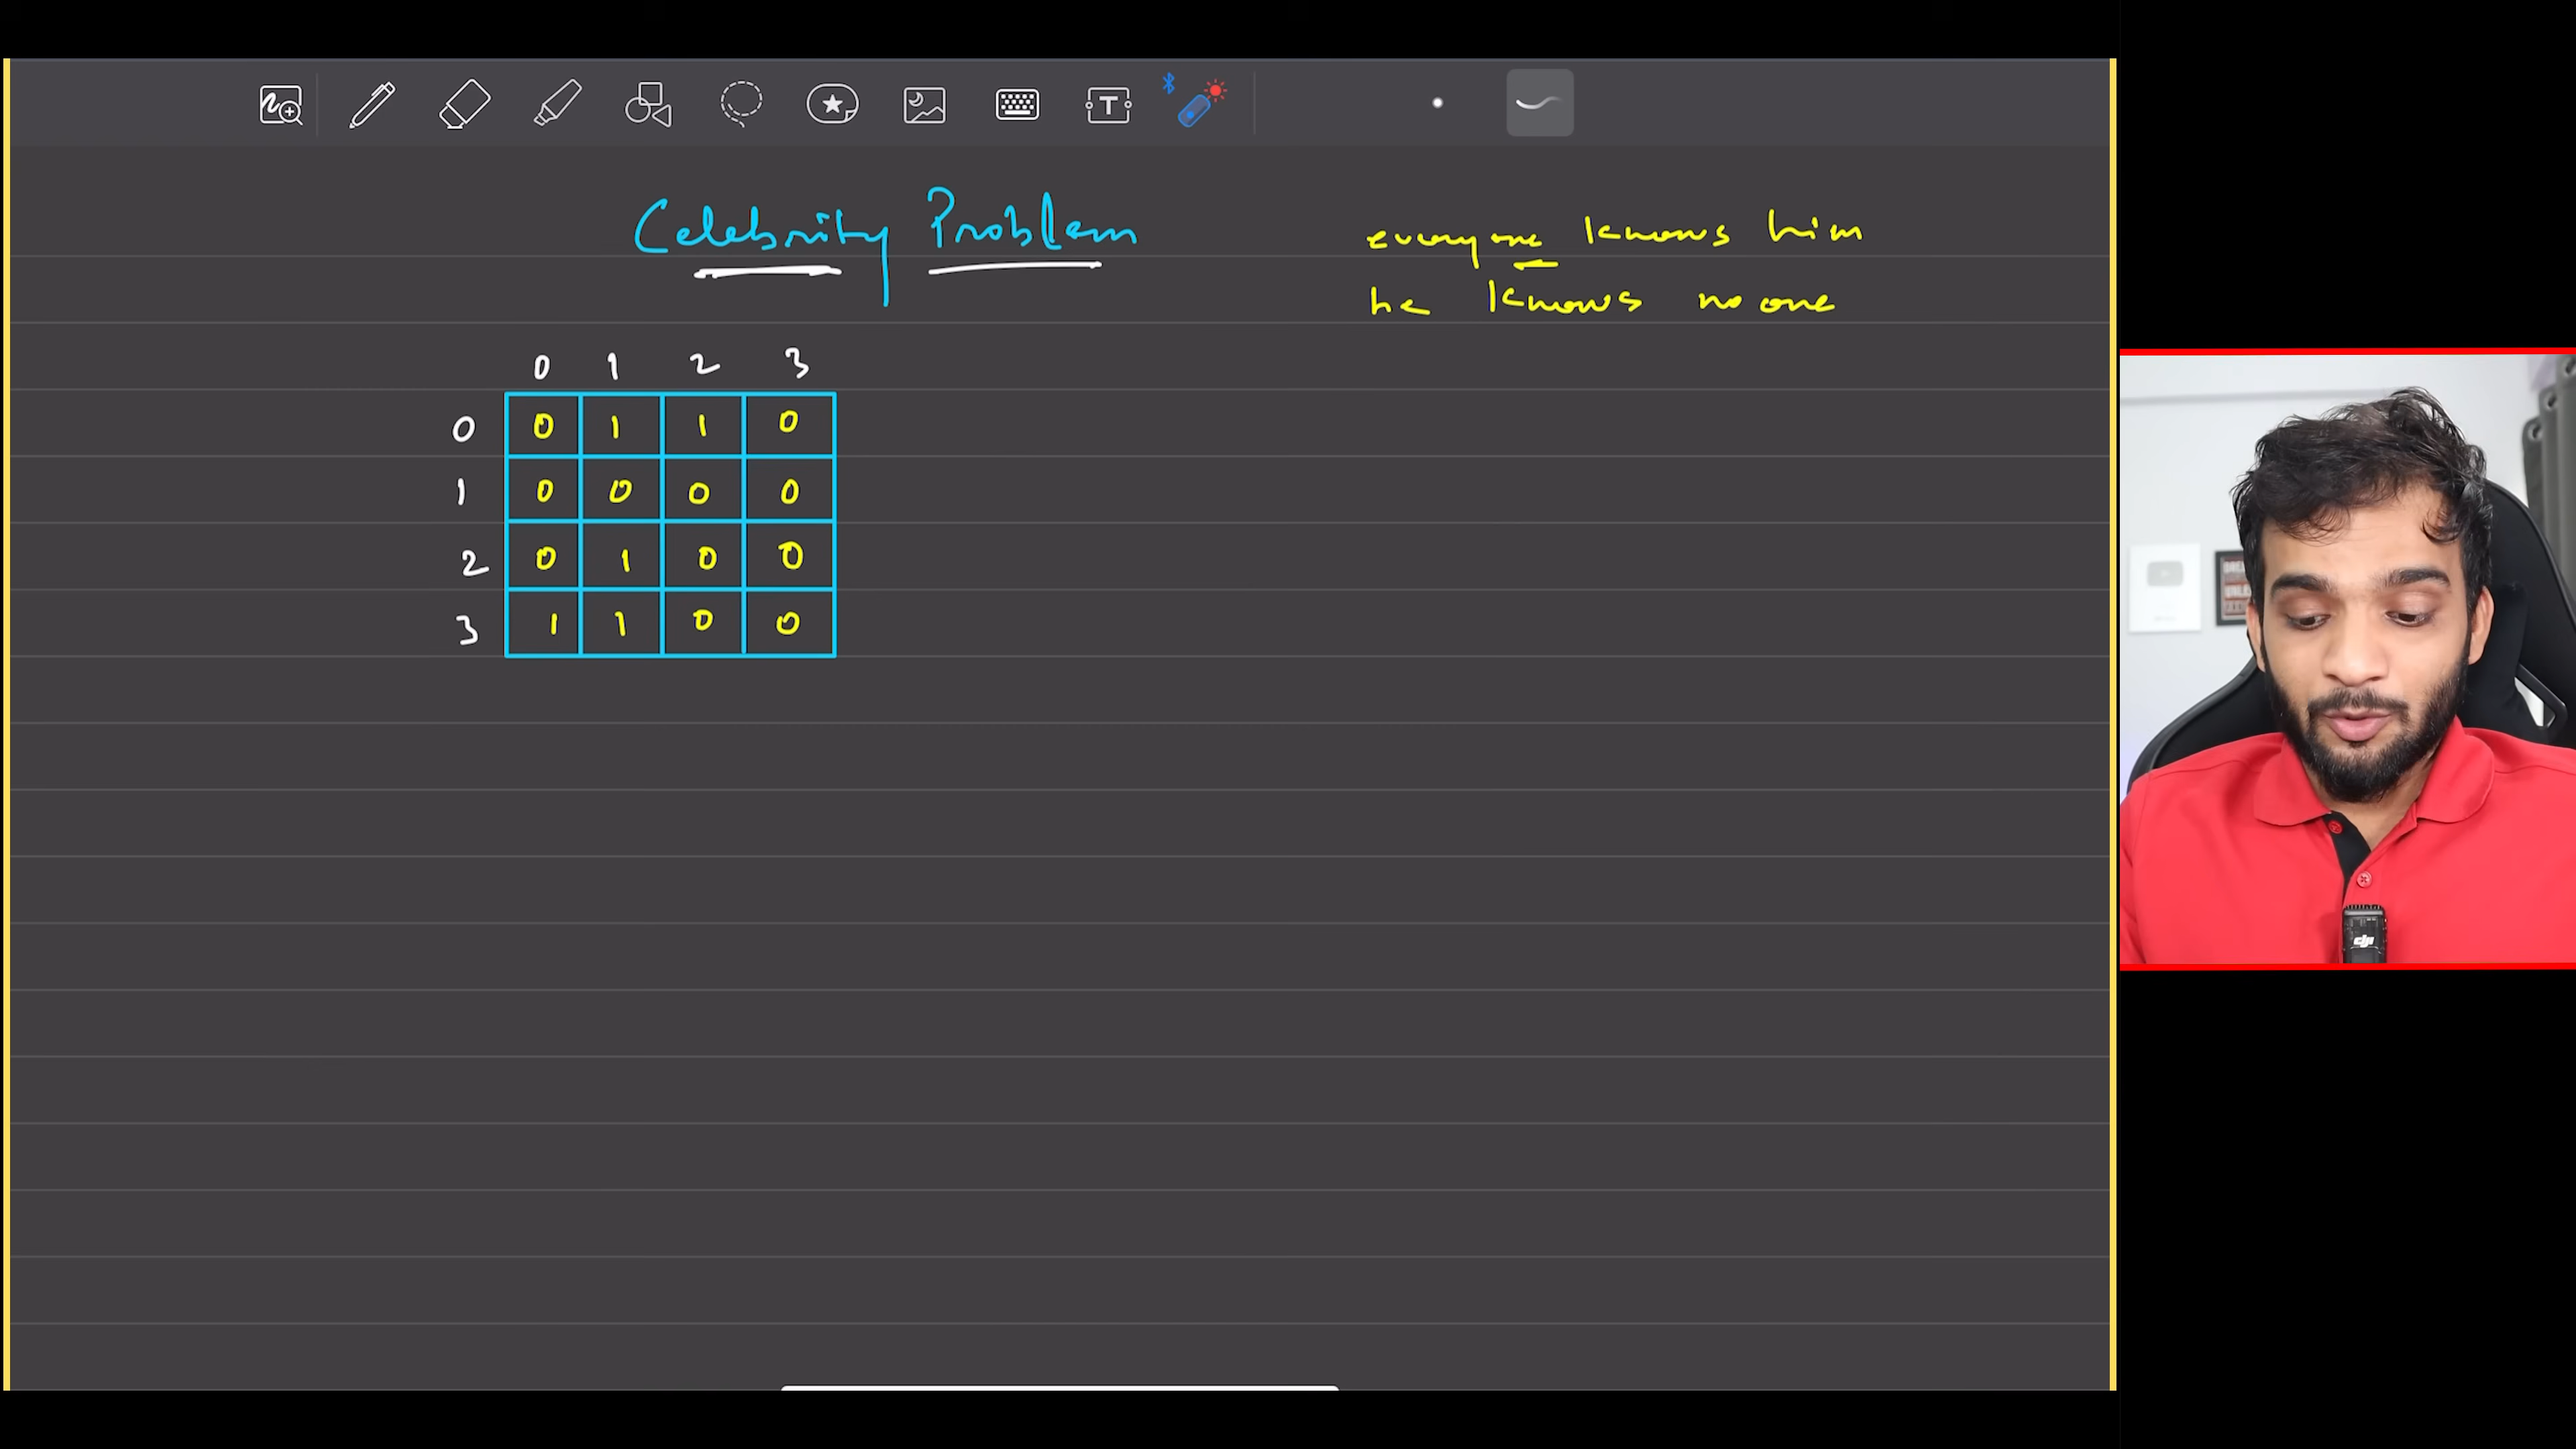 Celebrity Problem
everyone knows him
he knows no one
0 1 2 3
0 0 1 1 0
1 0 0 0 0
2 0 1 0 0
3 1 1 0 0
T
dji